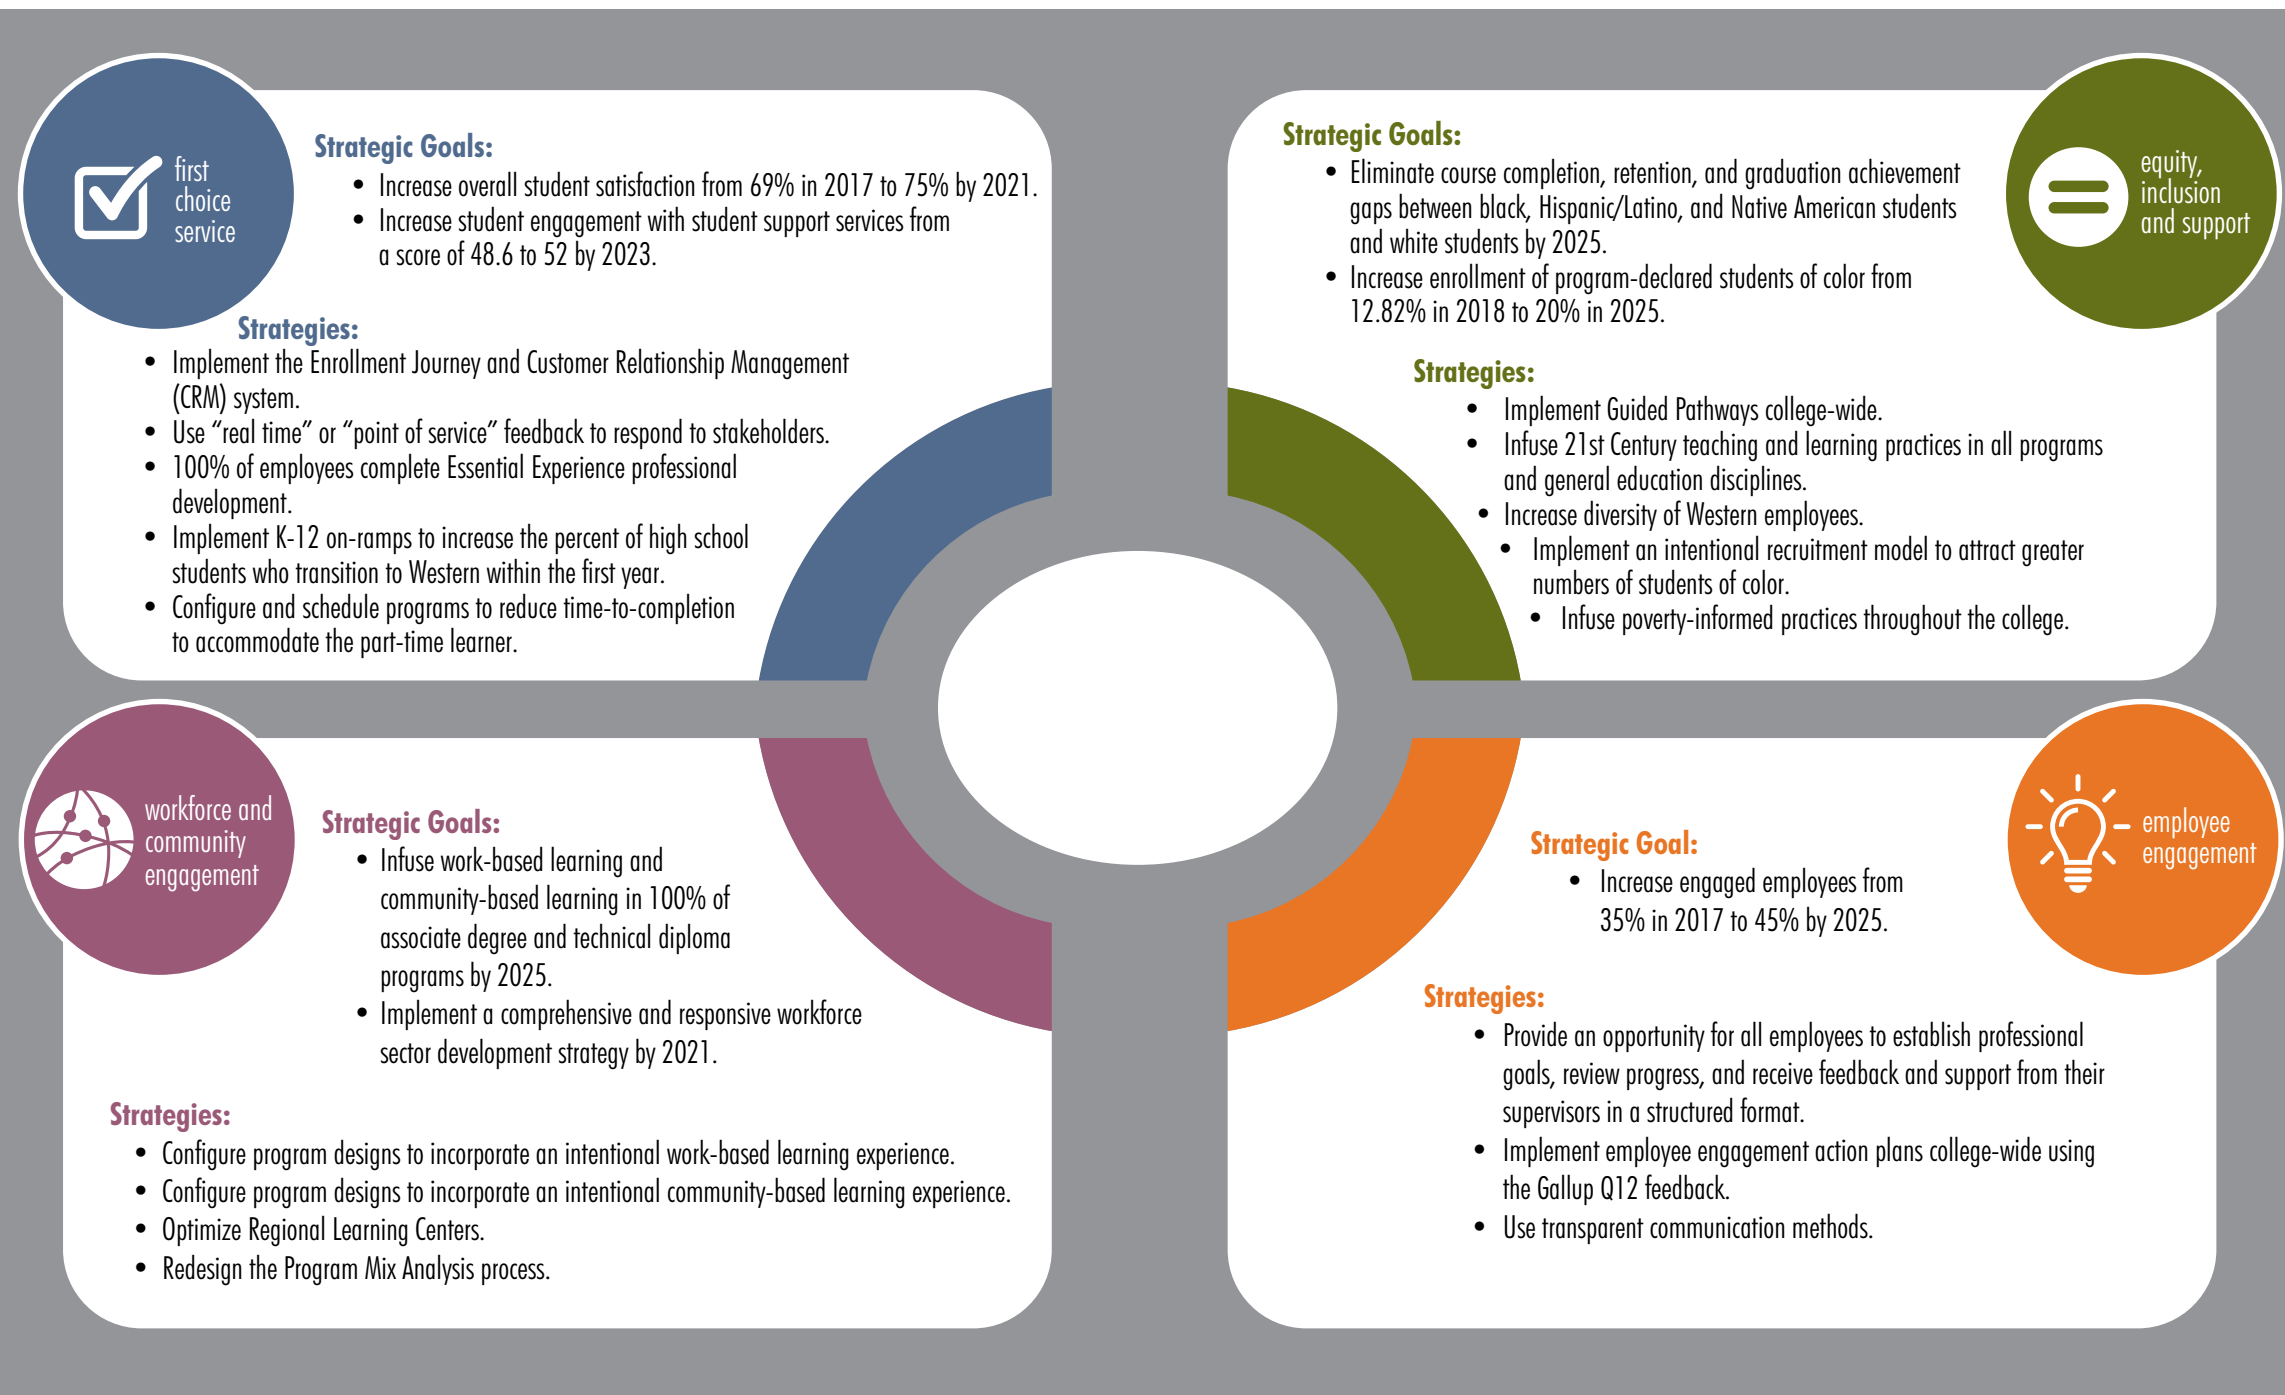 first
choice
service
Strategic Goals:
• Increase overall student satisfaction from 69% in 2017 to 75% by 2021.
• Increase student engagement with student support services from
a score of 48.6 to 52 by 2023.
Strategies:
• Implement the Enrollment Journey and Customer Relationship Management
(CRM) system.
• Use “real time” or “point of service” feedback to respond to stakeholders.
• 100% of employees complete Essential Experience professional
development.
• Implement K-12 on-ramps to increase the percent of high school
students who transition to Western within the first year.
• Configure and schedule programs to reduce time-to-completion
to accommodate the part-time learner.
equity,
inclusion
and support
Strategic Goals:
• Eliminate course completion, retention, and graduation achievement
gaps between black, Hispanic/Latino, and Native American students
and white students by 2025.
• Increase enrollment of program-declared students of color from
12.82% in 2018 to 20% in 2025.
Strategies:
• Implement Guided Pathways college-wide.
• Infuse 21st Century teaching and learning practices in all programs
and general education disciplines.
• Increase diversity of Western employees.
• Implement an intentional recruitment model to attract greater
numbers of students of color.
• Infuse poverty-informed practices throughout the college.
workforce and
community
engagement
Strategic Goals:
• Infuse work-based learning and
community-based learning in 100% of
associate degree and technical diploma
programs by 2025.
• Implement a comprehensive and responsive workforce
sector development strategy by 2021.
Strategies:
• Configure program designs to incorporate an intentional work-based learning experience.
• Configure program designs to incorporate an intentional community-based learning experience.
• Optimize Regional Learning Centers.
• Redesign the Program Mix Analysis process.
employee
engagement
Strategic Goal:
• Increase engaged employees from
35% in 2017 to 45% by 2025.
Strategies:
• Provide an opportunity for all employees to establish professional
goals, review progress, and receive feedback and support from their
supervisors in a structured format.
• Implement employee engagement action plans college-wide using
the Gallup Q12 feedback.
• Use transparent communication methods.